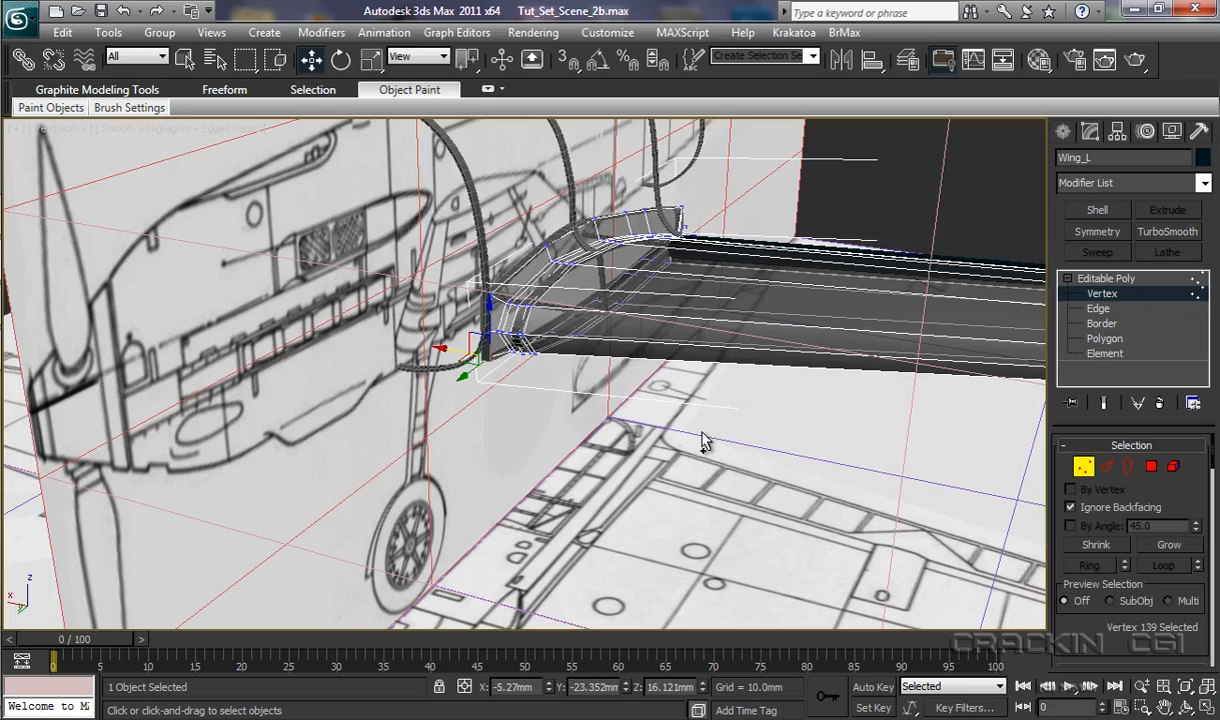 Autodesk 3ds Max 2011 x64 Tut_Set_Scene_2b.max
Type a keyword or phrase
Edit Tools Group Views Create Modifiers Animation Graph Editors Rendering Customize MAXScript Help Krakatoa BrMax
All View Create Selection Se
Graphite Modeling Tools Freeform Selection Object Paint
Paint Objects Brush Settings
Wing_L
Modifier List
Shell Extrude
Symmetry TurboSmooth
Sweep Lathe
Editable Poly
Vertex
Edge
Border
Polygon
Element
Selection
By Vertex
Ignore Backfacing
By Angle: 45.0
Shrink Grow
Ring Loop
Preview Selection
Off SubObj Multi
Vertex 139 Selected
CRACKIN CGI
z
x
y
0 / 100
0 5 10 15 20 25 30 35 40 45 50 55 60 65 70 75 80 85 90 95 100
1 Object Selected X: -5.27mm Y: -23.352mm Z: 16.121mm Grid = 10.0mm Auto Key Selected
Welcome to M Click or click-and-drag to select objects Add Time Tag Set Key Key Filters... 0